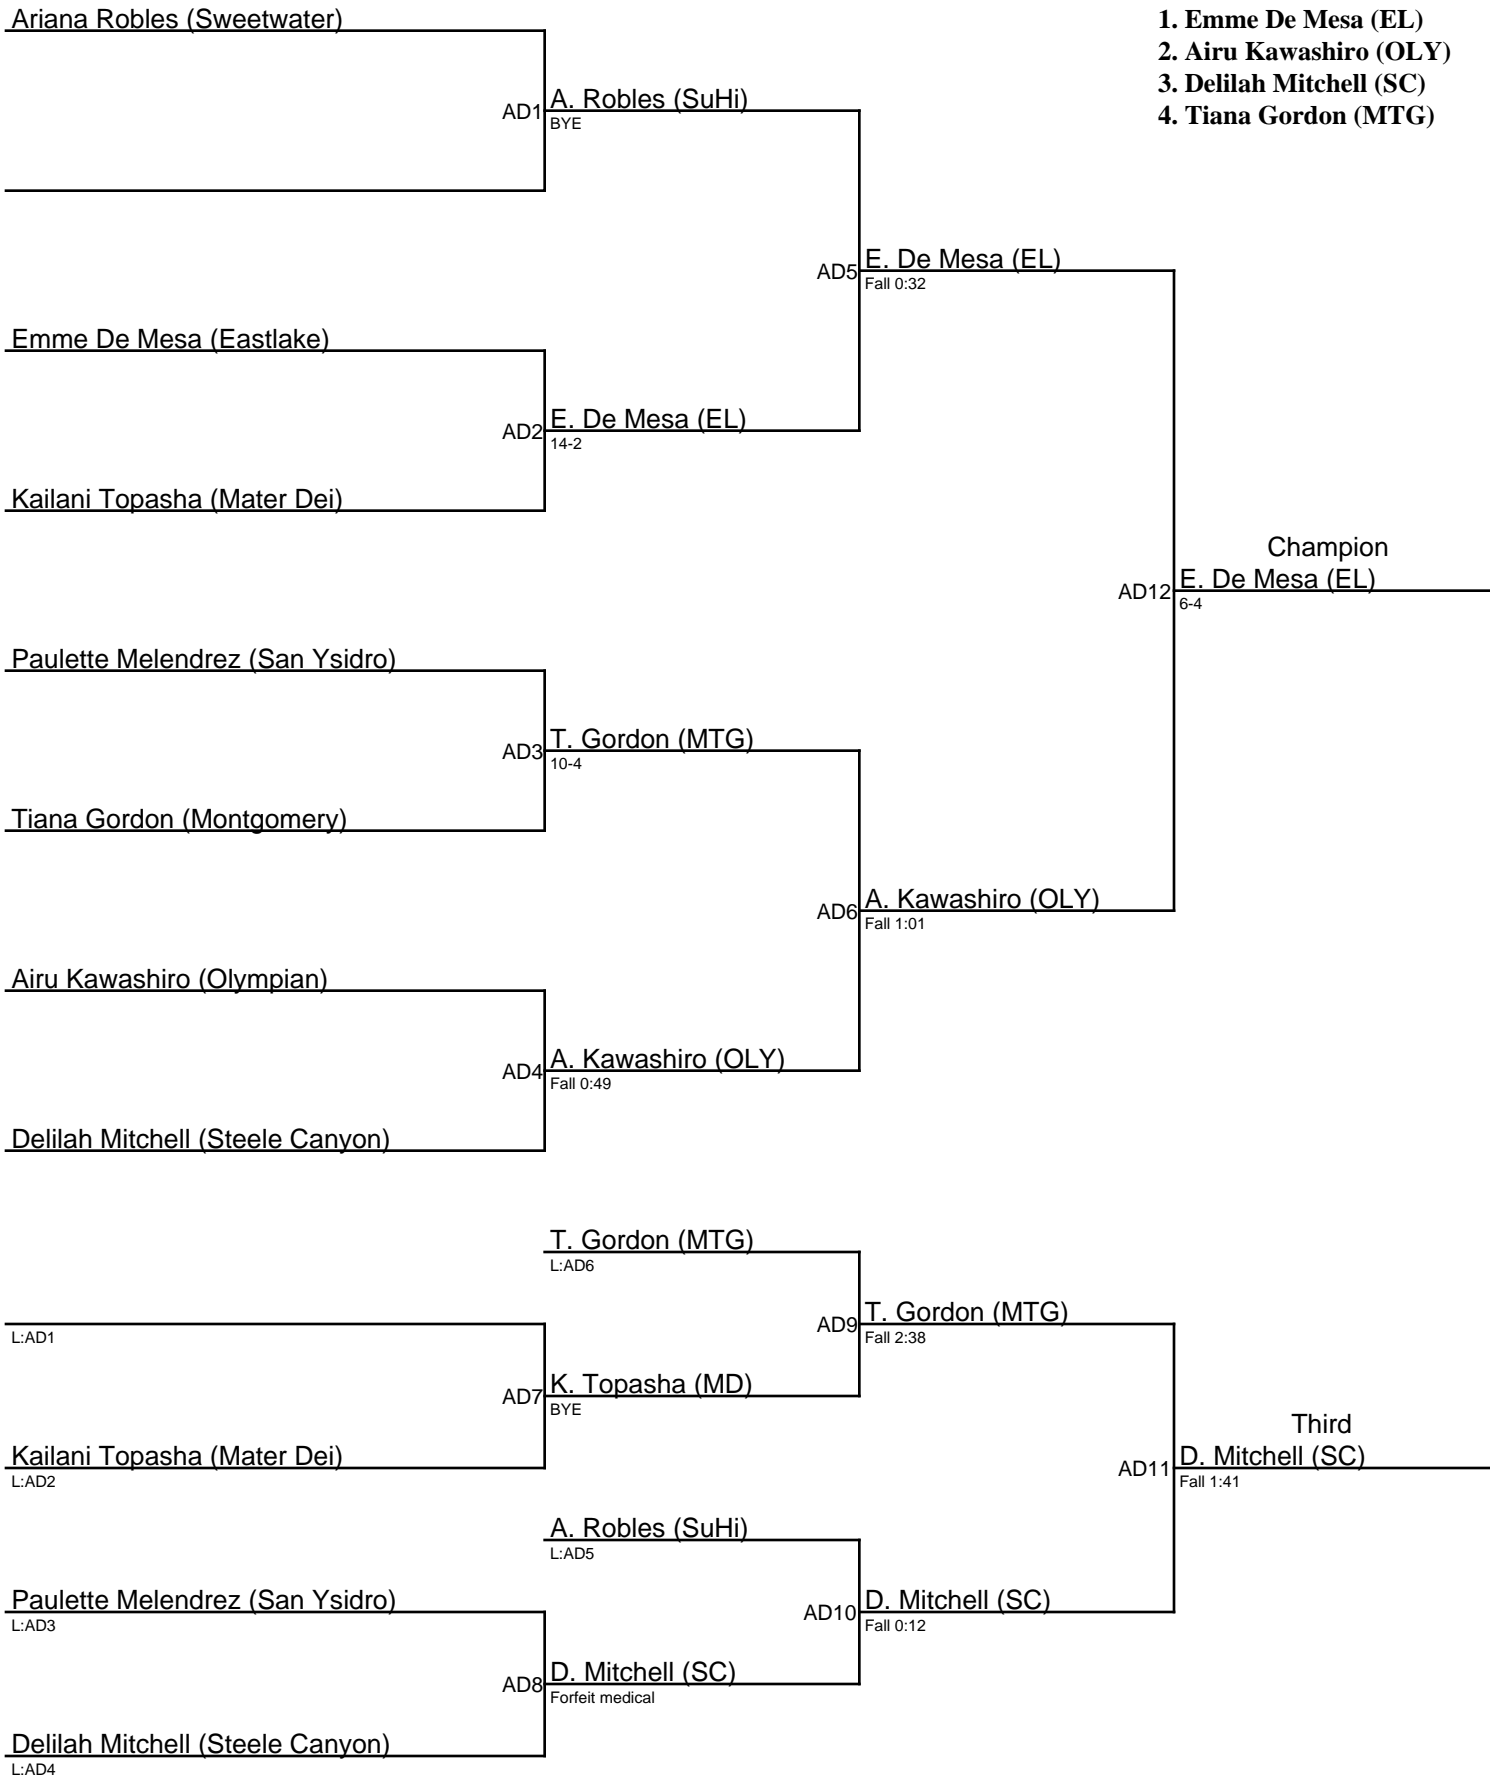 Ariana Robles (Sweetwater)
1. Emme De Mesa (EL)
2. Airu Kawashiro (OLY)
3. Delilah Mitchell (SC)
4. Tiana Gordon (MTG)
AD1 A. Robles (SuHi)
BYE
AD5 E. De Mesa (EL)
Fall 0:32
Emme De Mesa (Eastlake)
AD2 E. De Mesa (EL)
14-2
Kailani Topasha (Mater Dei)
Champion
AD12 E. De Mesa (EL)
6-4
Paulette Melendrez (San Ysidro)
AD3 T. Gordon (MTG)
10-4
Tiana Gordon (Montgomery)
AD6 A. Kawashiro (OLY)
Fall 1:01
Airu Kawashiro (Olympian)
AD4 A. Kawashiro (OLY)
Fall 0:49
Delilah Mitchell (Steele Canyon)
T. Gordon (MTG)
L:AD6
AD9 T. Gordon (MTG)
L:AD1
Fall 2:38
AD7 K. Topasha (MD)
BYE
Third
Kailani Topasha (Mater Dei)
L:AD2
AD11 D. Mitchell (SC)
Fall 1:41
A. Robles (SuHi)
L:AD5
Paulette Melendrez (San Ysidro)
L:AD3
AD10 D. Mitchell (SC)
Fall 0:12
AD8 D. Mitchell (SC)
Forfeit medical
Delilah Mitchell (Steele Canyon)
L:AD4